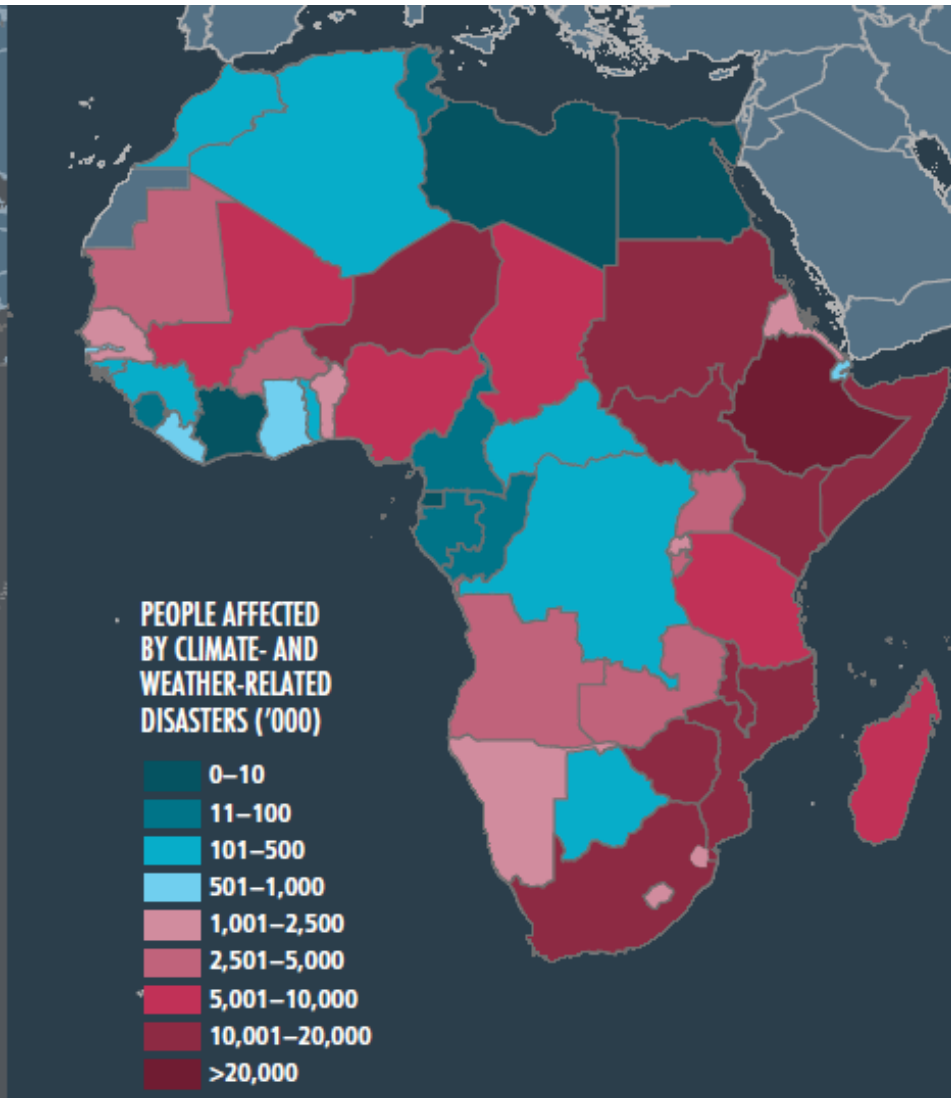 PEOPLE AFFECTED
BY CLIMATE- AND
WEATHER-RELATED
DISASTERS ('000)
0–10
11–100
101–500
501–1,000
1,001–2,500
2,501–5,000
5,001–10,000
10,001–20,000
>20,000